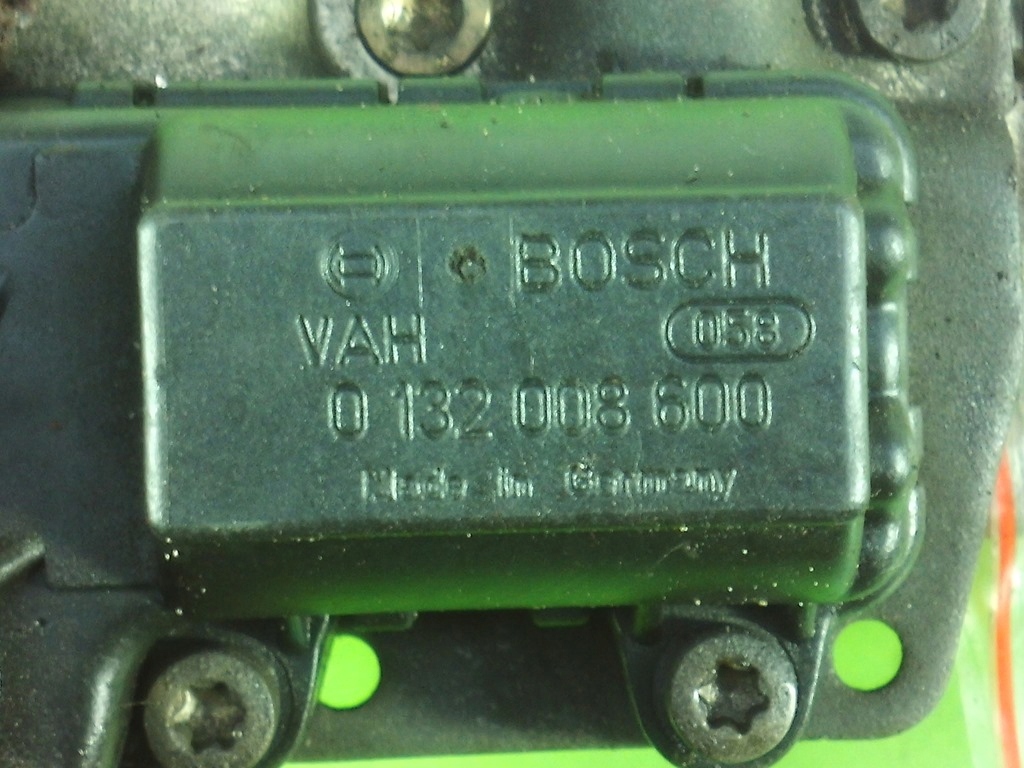 BOSCH
VAH 058
0 132 008 600
Made in Germany